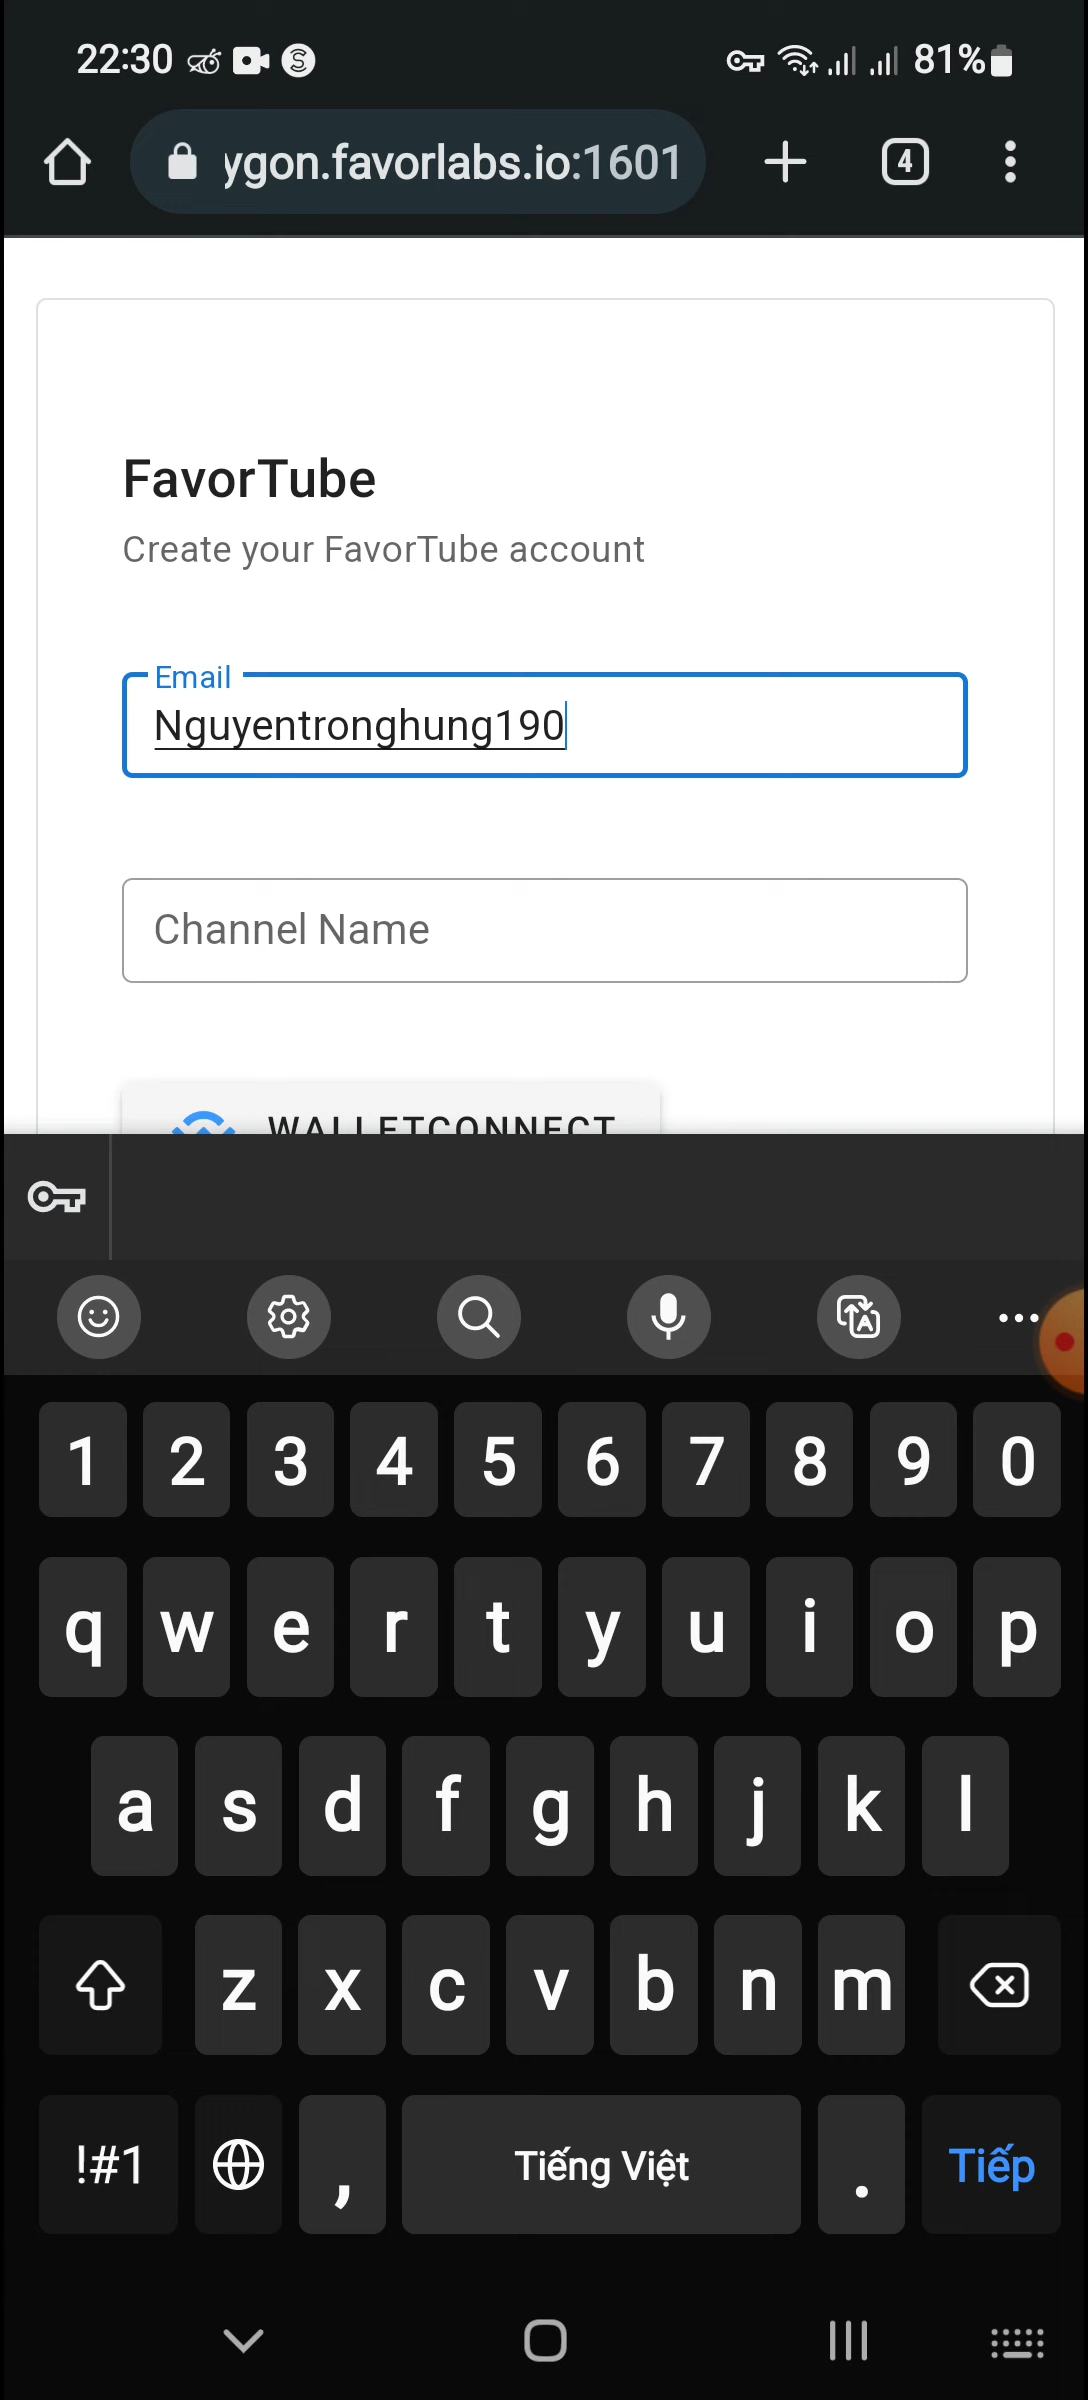 22:30
81%
ygon.favorlabs.io:1601
4
FavorTube
Create your FavorTube account
Email
Nguyentronghung190
Channel Name
WALLETCONNECT
1 2 3 4 5 6 7 8 9 0
q w e r t y u i o p
a s d f g h j k l
z x c v b n m
!#1 , Tiếng Việt . Tiếp